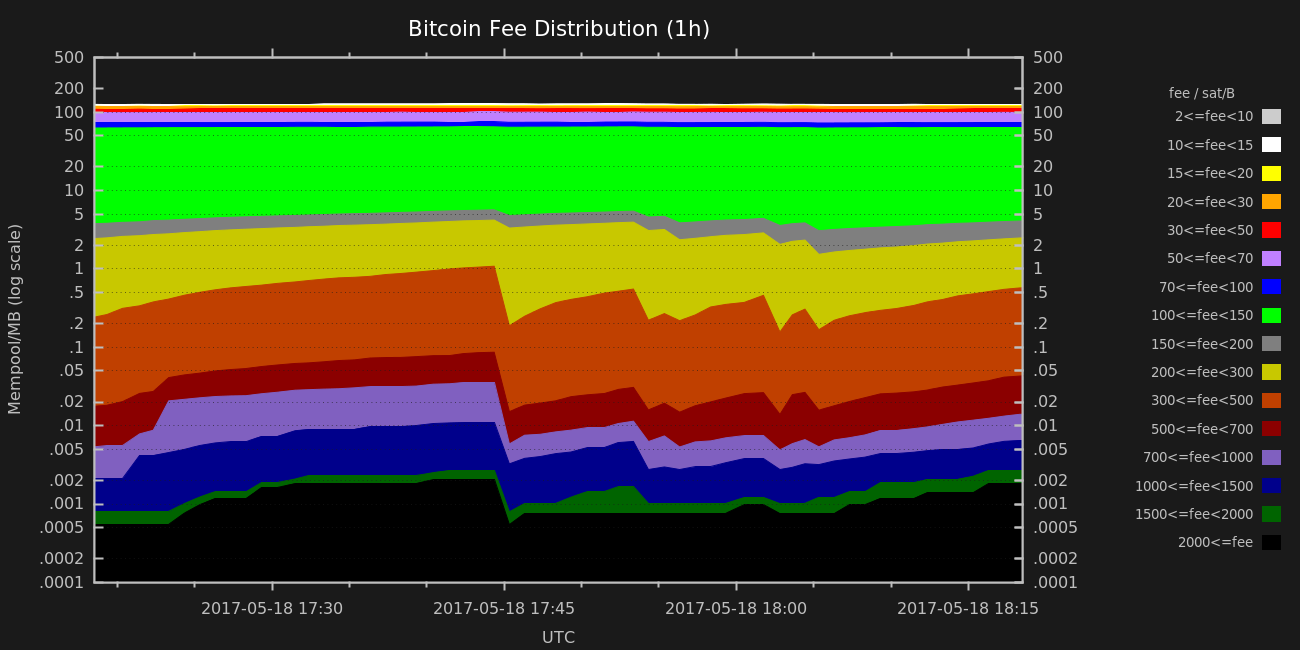 Bitcoin Fee Distribution (1h)
Mempool/MB (log scale)
500
200
100
50
20
10
5
2
1
.5
.2
.1
.05
.02
.01
.005
.002
.001
.0005
.0002
.0001
500
200
100
50
20
10
5
2
1
.5
.2
.1
.05
.02
.01
.005
.002
.001
.0005
.0002
.0001
2017-05-18 17:30 2017-05-18 17:45 2017-05-18 18:00 2017-05-18 18:15
UTC
fee / sat/B
2<=fee<10
10<=fee<15
15<=fee<20
20<=fee<30
30<=fee<50
50<=fee<70
70<=fee<100
100<=fee<150
150<=fee<200
200<=fee<300
300<=fee<500
500<=fee<700
700<=fee<1000
1000<=fee<1500
1500<=fee<2000
2000<=fee